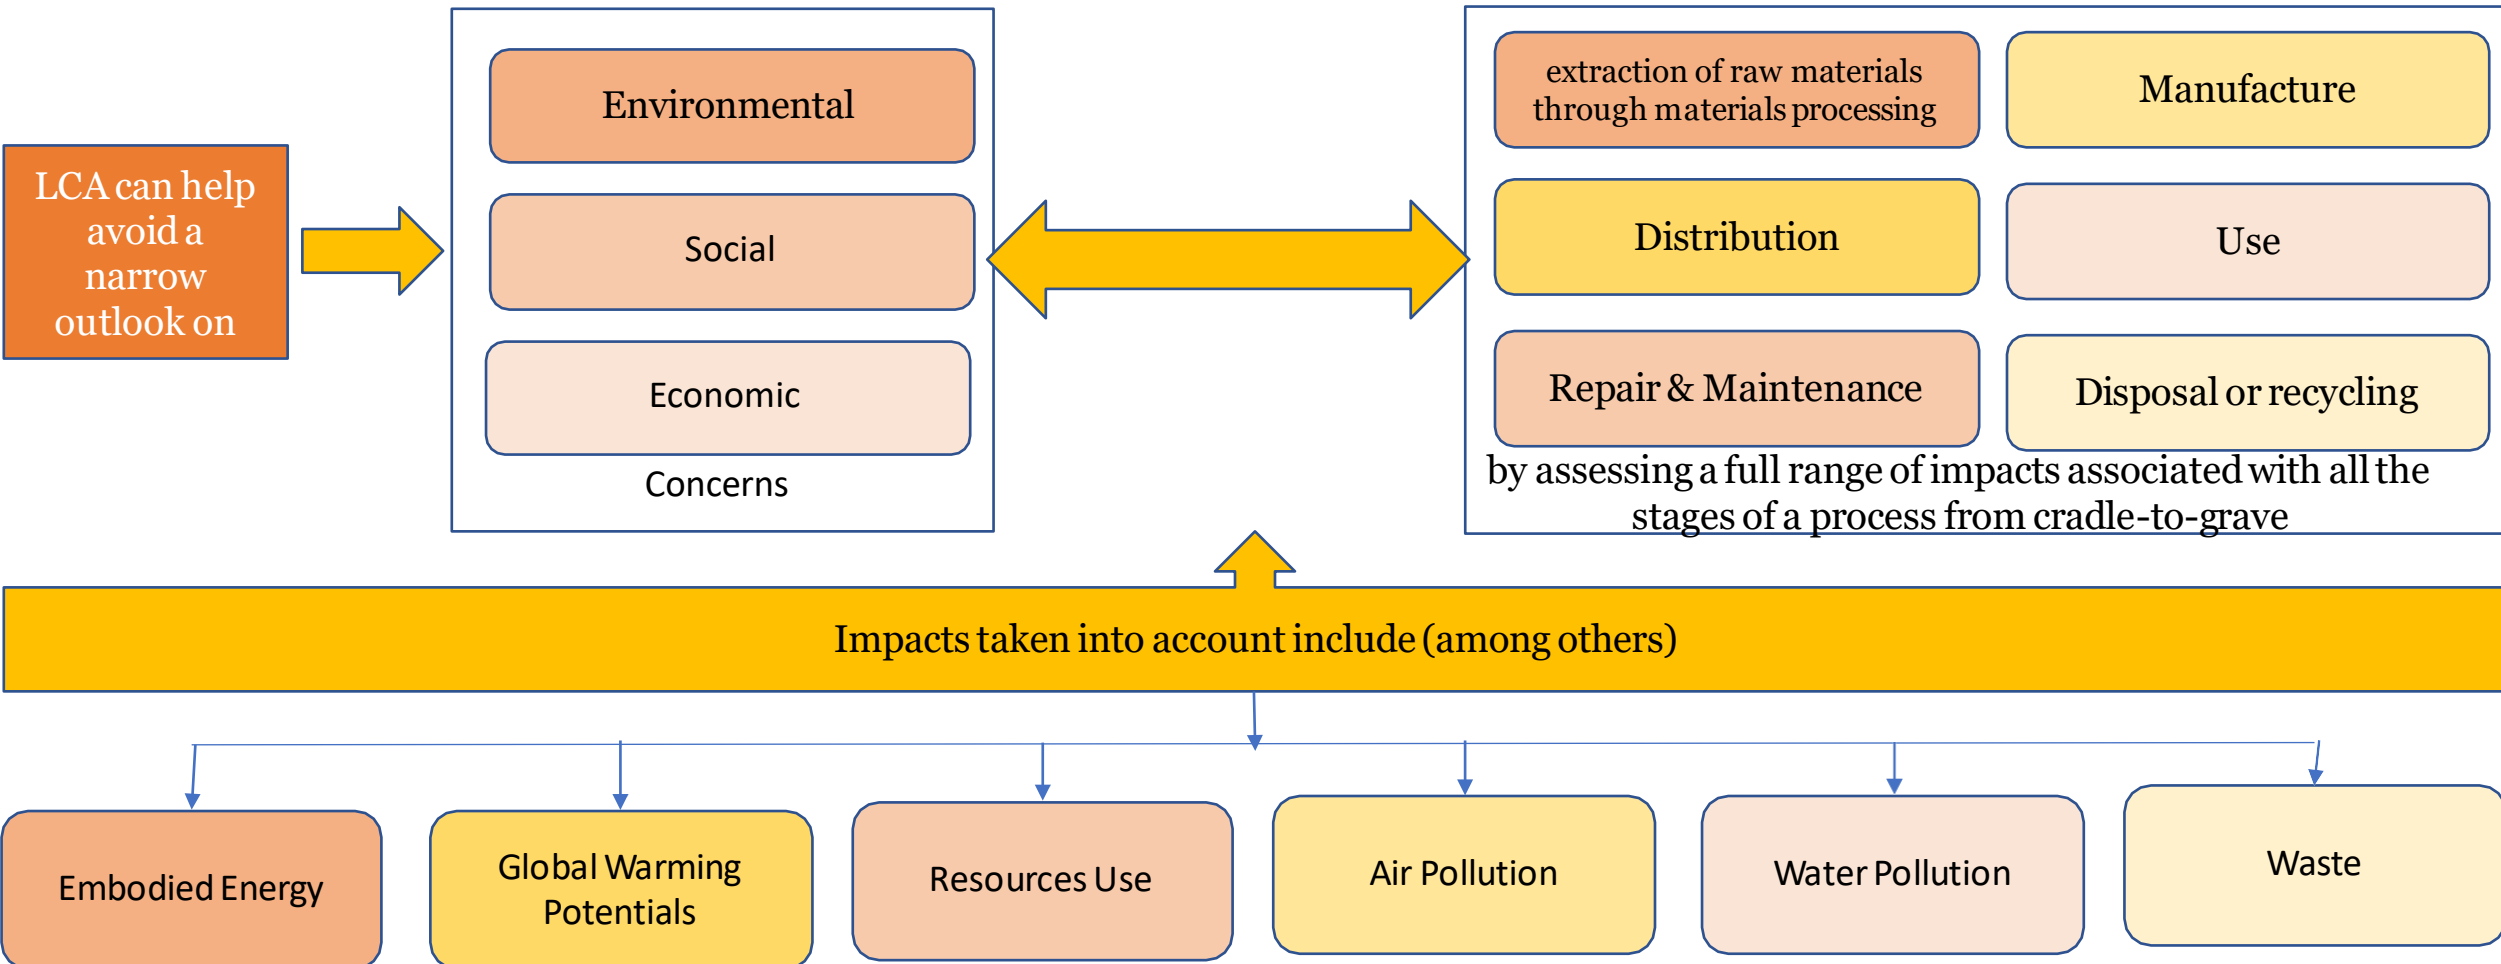 LCA can help
avoid a
narrow
outlook on
Environmental
Social
Economic
Concerns
extraction of raw materials
through materials processing
Manufacture
Distribution
Use
Repair & Maintenance
Disposal or recycling
by assessing a full range of impacts associated with all the
stages of a process from cradle-to-grave
Impacts taken into account include (among others)
Embodied Energy
Global Warming
Potentials
Resources Use
Air Pollution
Water Pollution
Waste